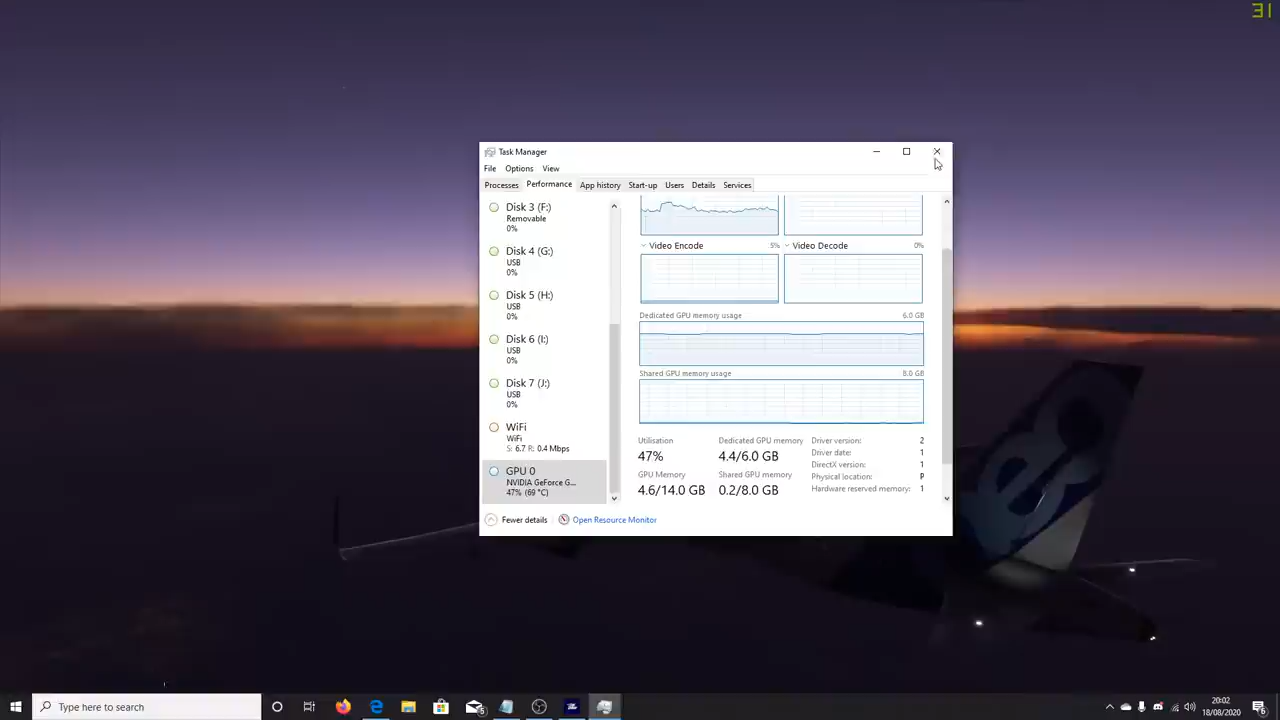 31
Task Manager
File Options View
Processes Performance App history Start-up Users Details Services
Disk 3 (F:)
Removable
0%
Disk 4 (G:)
USB
0%
Disk 5 (H:)
USB
0%
Disk 6 (I:)
USB
0%
Disk 7 (J:)
USB
0%
WiFi
WiFi
S: 6.7 R: 0.4 Mbps
GPU 0
NVIDIA GeForce G...
47% (69 °C)
Video Encode 5% Video Decode 0%
Dedicated GPU memory usage 6.0 GB
Shared GPU memory usage 8.0 GB
Utilisation
47%
Dedicated GPU memory
4.4/6.0 GB
GPU Memory
4.6/14.0 GB
Shared GPU memory
0.2/8.0 GB
Driver version: 2
Driver date: 1
DirectX version: 1
Physical location: P
Hardware reserved memory: 1
Fewer details Open Resource Monitor
Type here to search
20:02
18/08/2020